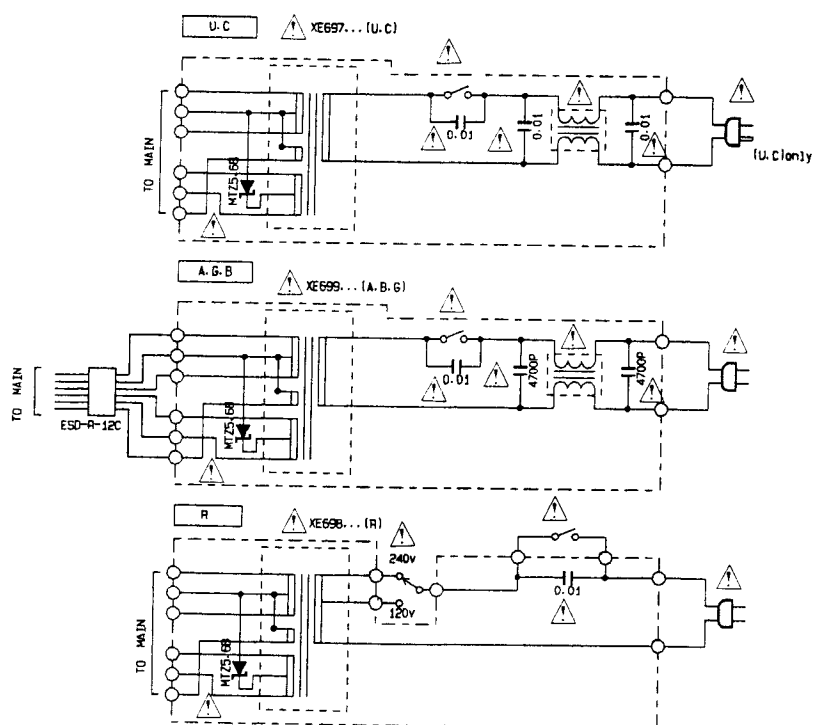 U.C
XE697...(U.C)
TO MAIN
MTZ5.6B
0.01
0.01
0.01
(U.C)only
A.G.B
XE699...(A.B.G)
TO MAIN
ESD-R-12C
MTZ5.6B
0.01
4700P
4700P
R
XE698...(R)
TO MAIN
MTZ5.6B
240v
120v
0.01